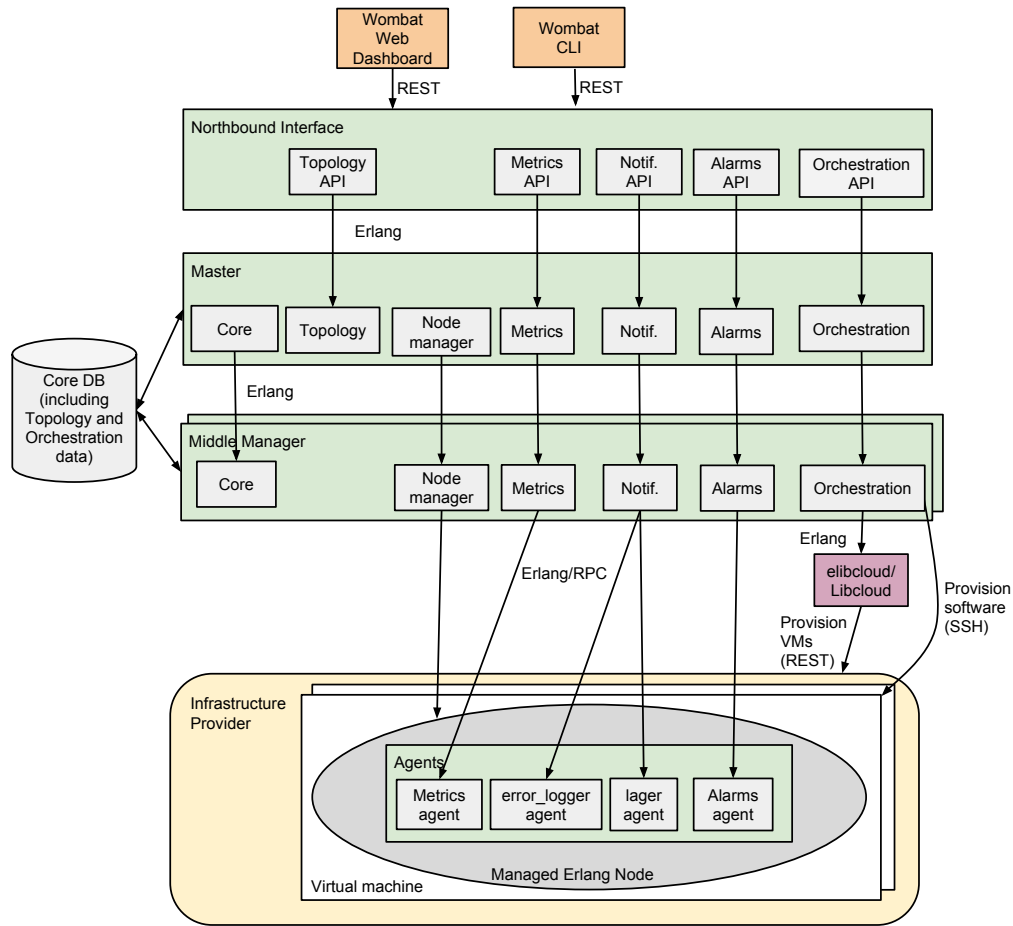 Wombat
Web
Dashboard
Wombat
CLI
REST
REST
Northbound Interface
Topology
API
Metrics
API
Notif.
API
Alarms
API
Orchestration
API
Erlang
Master
Core
Topology
Node
manager
Metrics
Notif.
Alarms
Orchestration
Core DB
(including
Topology and
Orchestration
data)
Erlang
Middle Manager
Core
Node
manager
Metrics
Notif.
Alarms
Orchestration
Erlang
Erlang/RPC
elibcloud/
Libcloud
Provision
software
(SSH)
Provision
VMs
(REST)
Infrastructure
Provider
Agents
Metrics
agent
error_logger
agent
lager
agent
Alarms
agent
Managed Erlang Node
Virtual machine